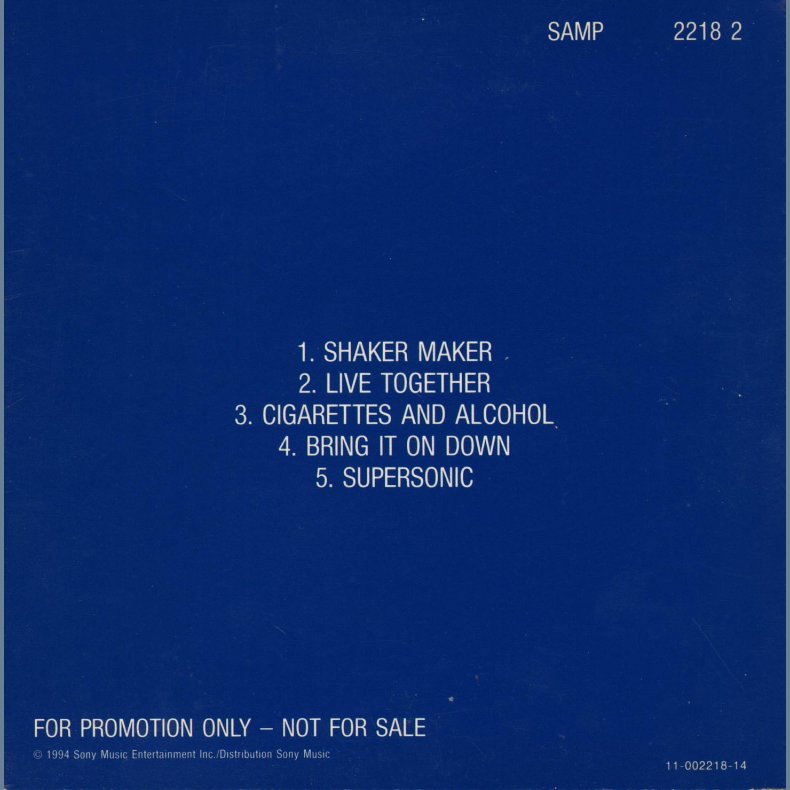 SAMP 2218 2
1. SHAKER MAKER
2. LIVE TOGETHER
3. CIGARETTES AND ALCOHOL
4. BRING IT ON DOWN
5. SUPERSONIC
FOR PROMOTION ONLY – NOT FOR SALE
© 1994 Sony Music Entertainment Inc./Distribution Sony Music
11-002218-14